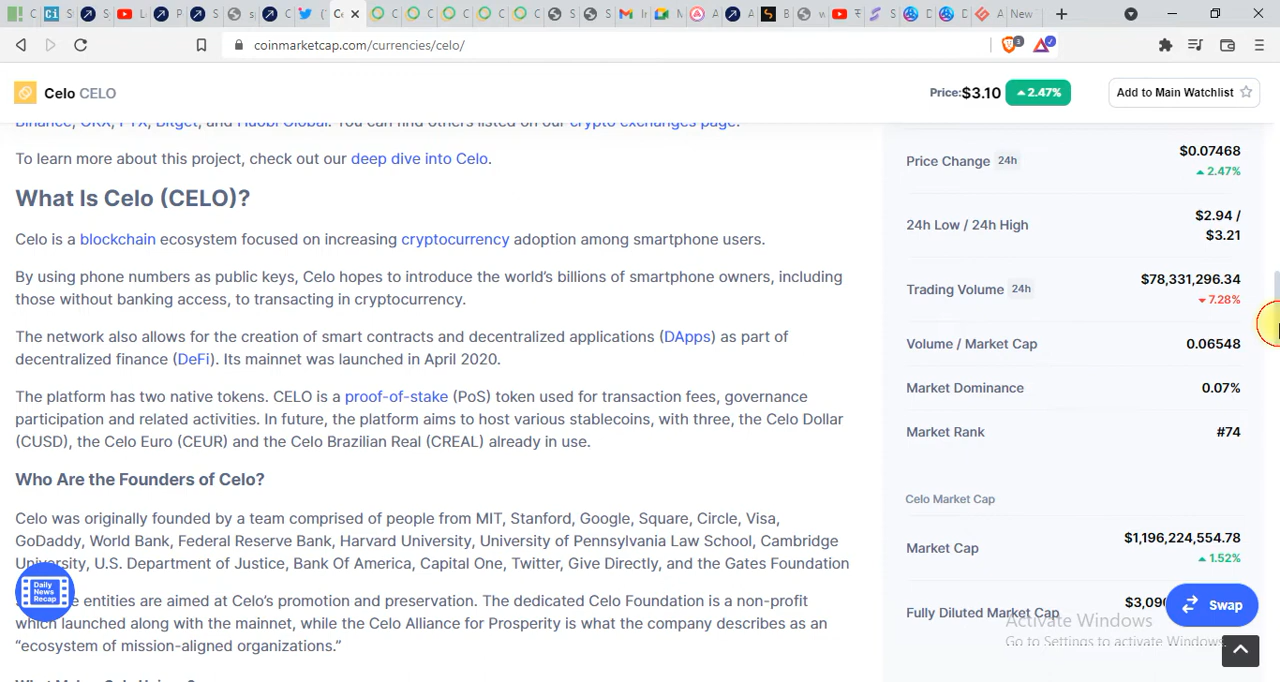 New
coinmarketcap.com/currencies/celo/
Celo CELO
Price:$3.10 2.47%
Add to Main Watchlist
Binance, OKX, FTX, Bitget, and Huobi Global. You can find others listed on our crypto exchanges page.
To learn more about this project, check out our deep dive into Celo.
What Is Celo (CELO)?
Celo is a blockchain ecosystem focused on increasing cryptocurrency adoption among smartphone users.
By using phone numbers as public keys, Celo hopes to introduce the world's billions of smartphone owners, including
those without banking access, to transacting in cryptocurrency.
The network also allows for the creation of smart contracts and decentralized applications (DApps) as part of
decentralized finance (DeFi). Its mainnet was launched in April 2020.
The platform has two native tokens. CELO is a proof-of-stake (PoS) token used for transaction fees, governance
participation and related activities. In future, the platform aims to host various stablecoins, with three, the Celo Dollar
(CUSD), the Celo Euro (CEUR) and the Celo Brazilian Real (CREAL) already in use.
Who Are the Founders of Celo?
Celo was originally founded by a team comprised of people from MIT, Stanford, Google, Square, Circle, Visa,
GoDaddy, World Bank, Federal Reserve Bank, Harvard University, University of Pennsylvania Law School, Cambridge
University, U.S. Department of Justice, Bank Of America, Capital One, Twitter, Give Directly, and the Gates Foundation
entities are aimed at Celo's promotion and preservation. The dedicated Celo Foundation is a non-profit
which launched along with the mainnet, while the Celo Alliance for Prosperity is what the company describes as an
"ecosystem of mission-aligned organizations."
Daily
News
Recap
Price Change 24h
$0.07468
2.47%
24h Low / 24h High
$2.94 /
$3.21
Trading Volume 24h
$78,331,296.34
7.28%
Volume / Market Cap
0.06548
Market Dominance
0.07%
Market Rank
#74
Celo Market Cap
Market Cap
$1,196,224,554.78
1.52%
Fully Diluted Market Cap
Swap
Activate Windows
Go to Settings to activate Windows.